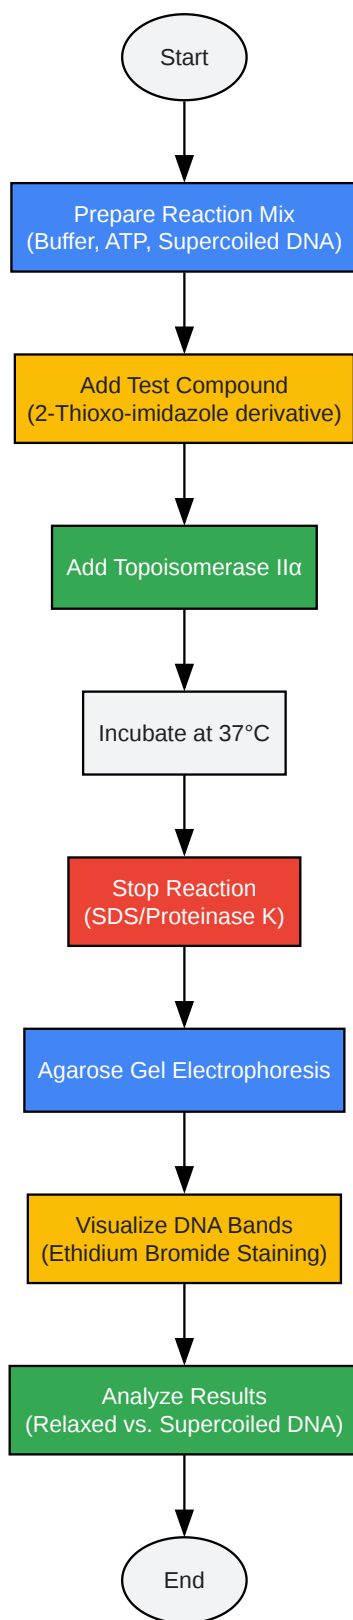 Start
Prepare Reaction Mix
(Buffer, ATP, Supercoiled DNA)
Add Test Compound
(2-Thioxo-imidazole derivative)
Add Topoisomerase IIα
Incubate at 37°C
Stop Reaction
(SDS/Proteinase K)
Agarose Gel Electrophoresis
Visualize DNA Bands
(Ethidium Bromide Staining)
Analyze Results
(Relaxed vs. Supercoiled DNA)
End